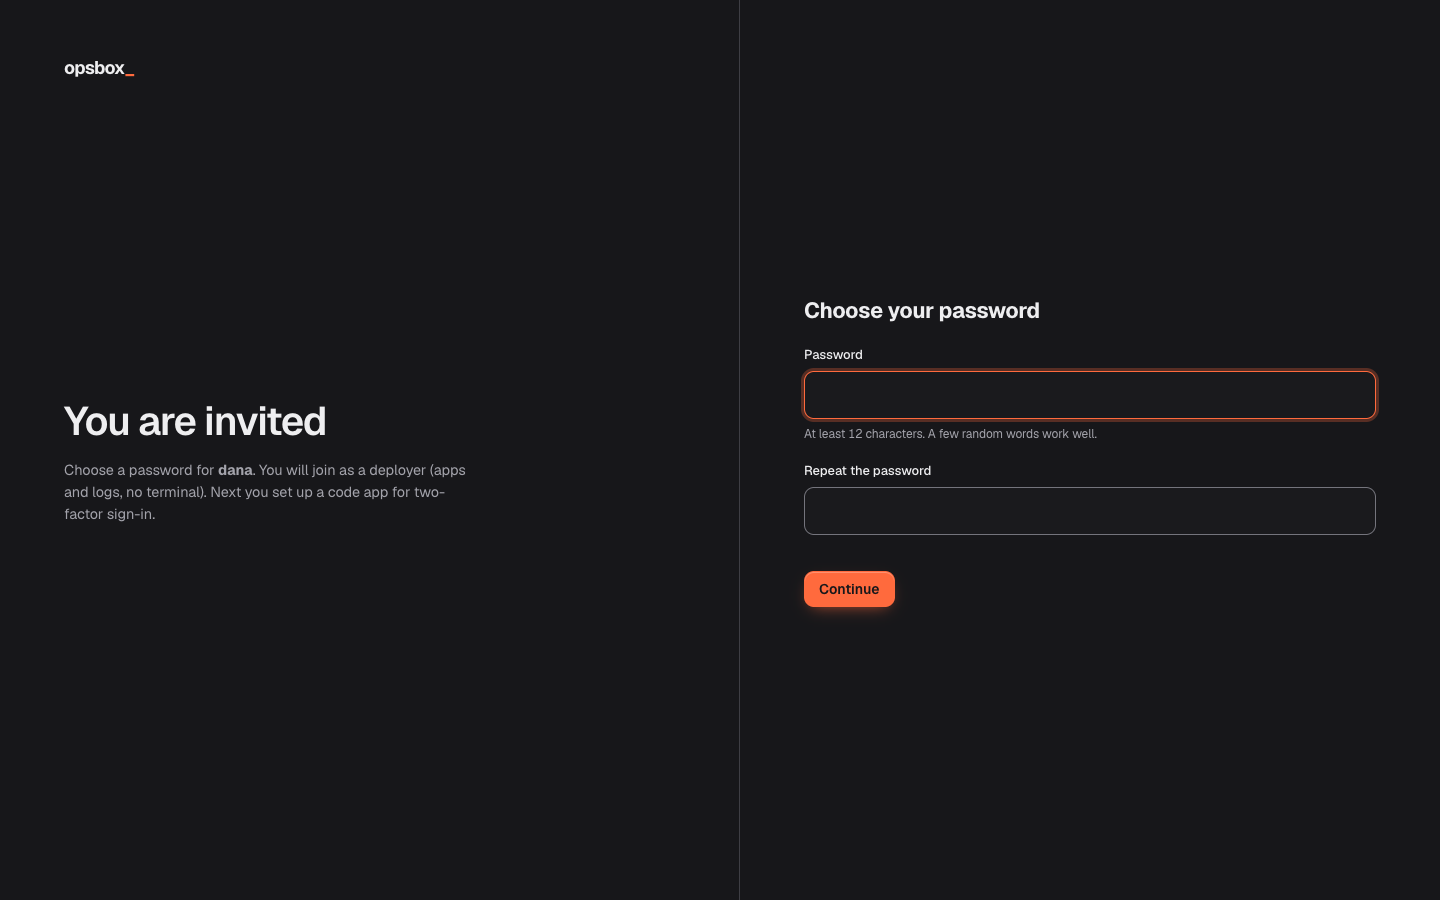 opsbox_
You are invited
Choose a password for dana. You will join as a deployer (apps
and logs, no terminal). Next you set up a code app for two-
factor sign-in.
Choose your password
Password
At least 12 characters. A few random words work well.
Repeat the password
Continue